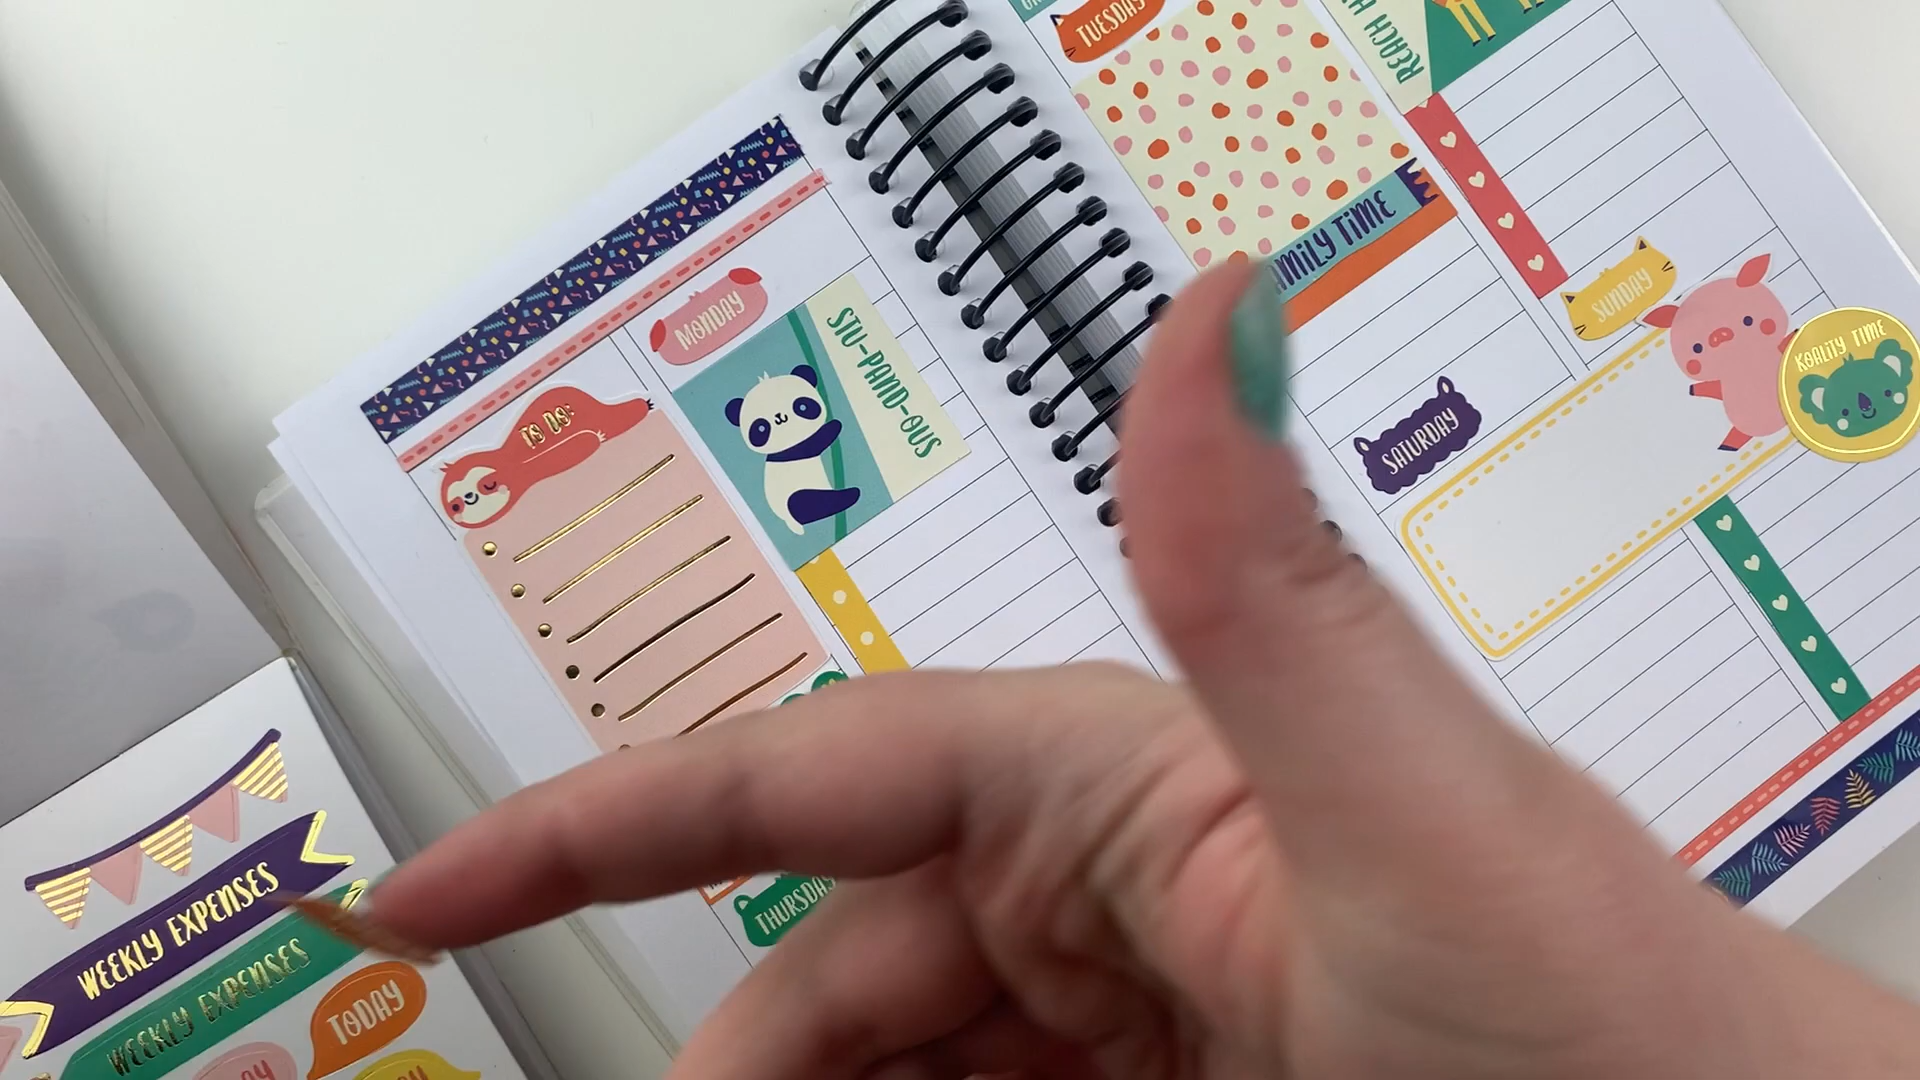 TUESDAY
REACH
FAMILY TIME
MONDAY
STU-PAND-OUS
TO DO:
SUNDAY
KOALITY TIME
SATURDAY
THURSDAY
WEEKLY EXPENSES
WEEKLY EXPENSES
TODAY